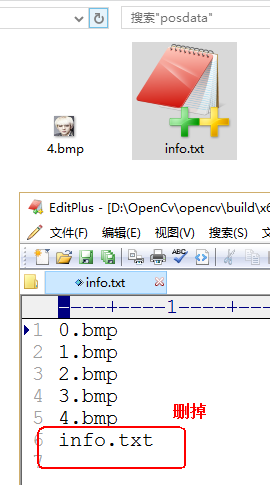 搜索"posdata"
4.bmp
info.txt
EditPlus - [D:\OpenCv\opencv\build\x6
文件(F) 编辑(E) 视图(V) 搜索(S) 文
info.txt
----+----1----+---
1 0.bmp
2 1.bmp
3 2.bmp
4 3.bmp
5 4.bmp
删掉
6 info.txt
7